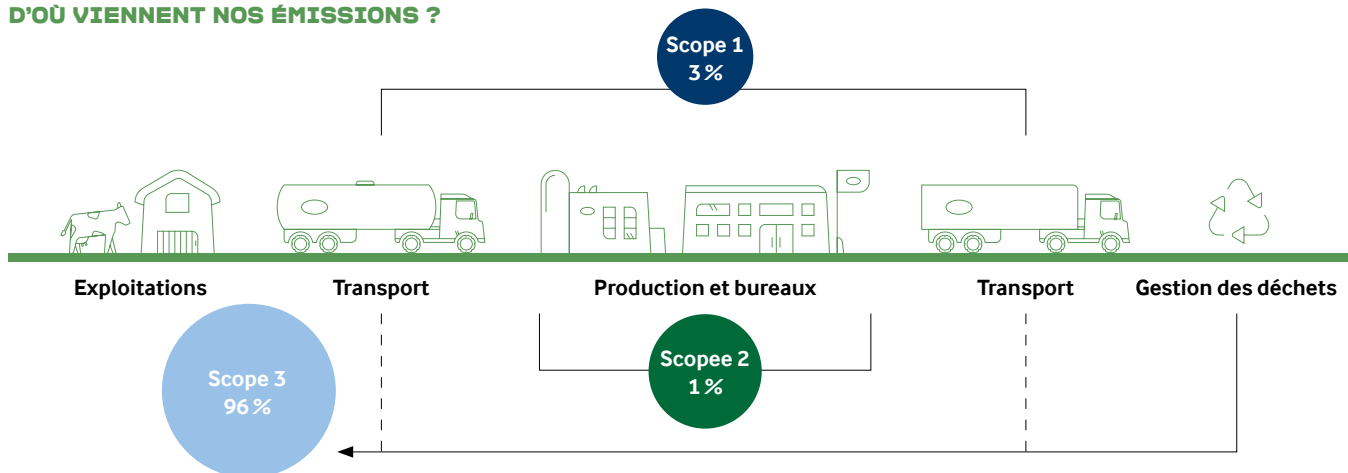 D'OÙ VIENNENT NOS ÉMISSIONS ?
Scope 1
3 %
Exploitations
Transport
Production et bureaux
Transport
Gestion des déchets
Scope 3
96 %
Scopee 2
1 %